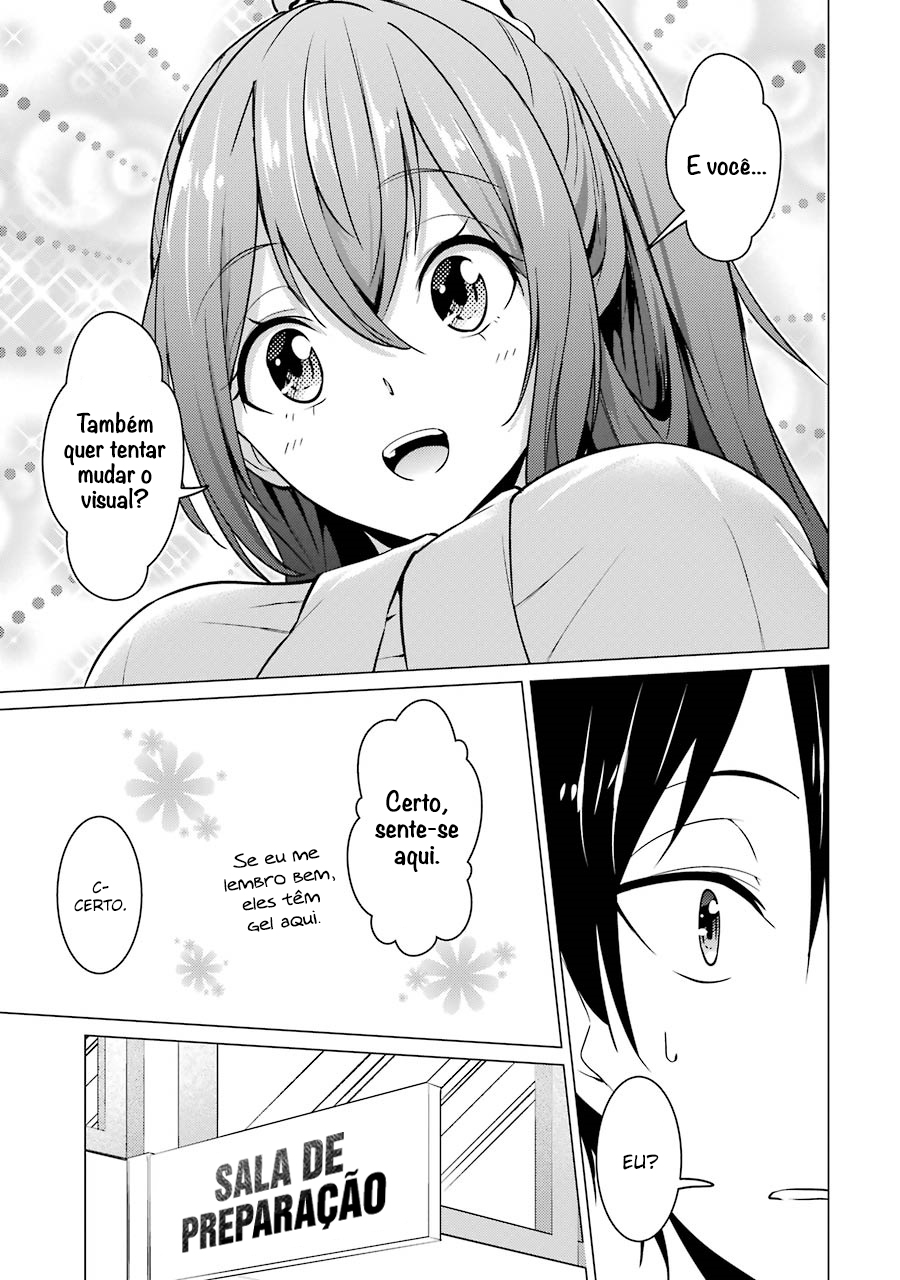 E você...
Também
quer tentar
mudar o
visual?
EU?
Certo,
sente-se
aqui.
Se eu me
lembro bem,
eles têm
gel aqui.
C-
CERTO.
SALA DE
PREPARAÇÃO